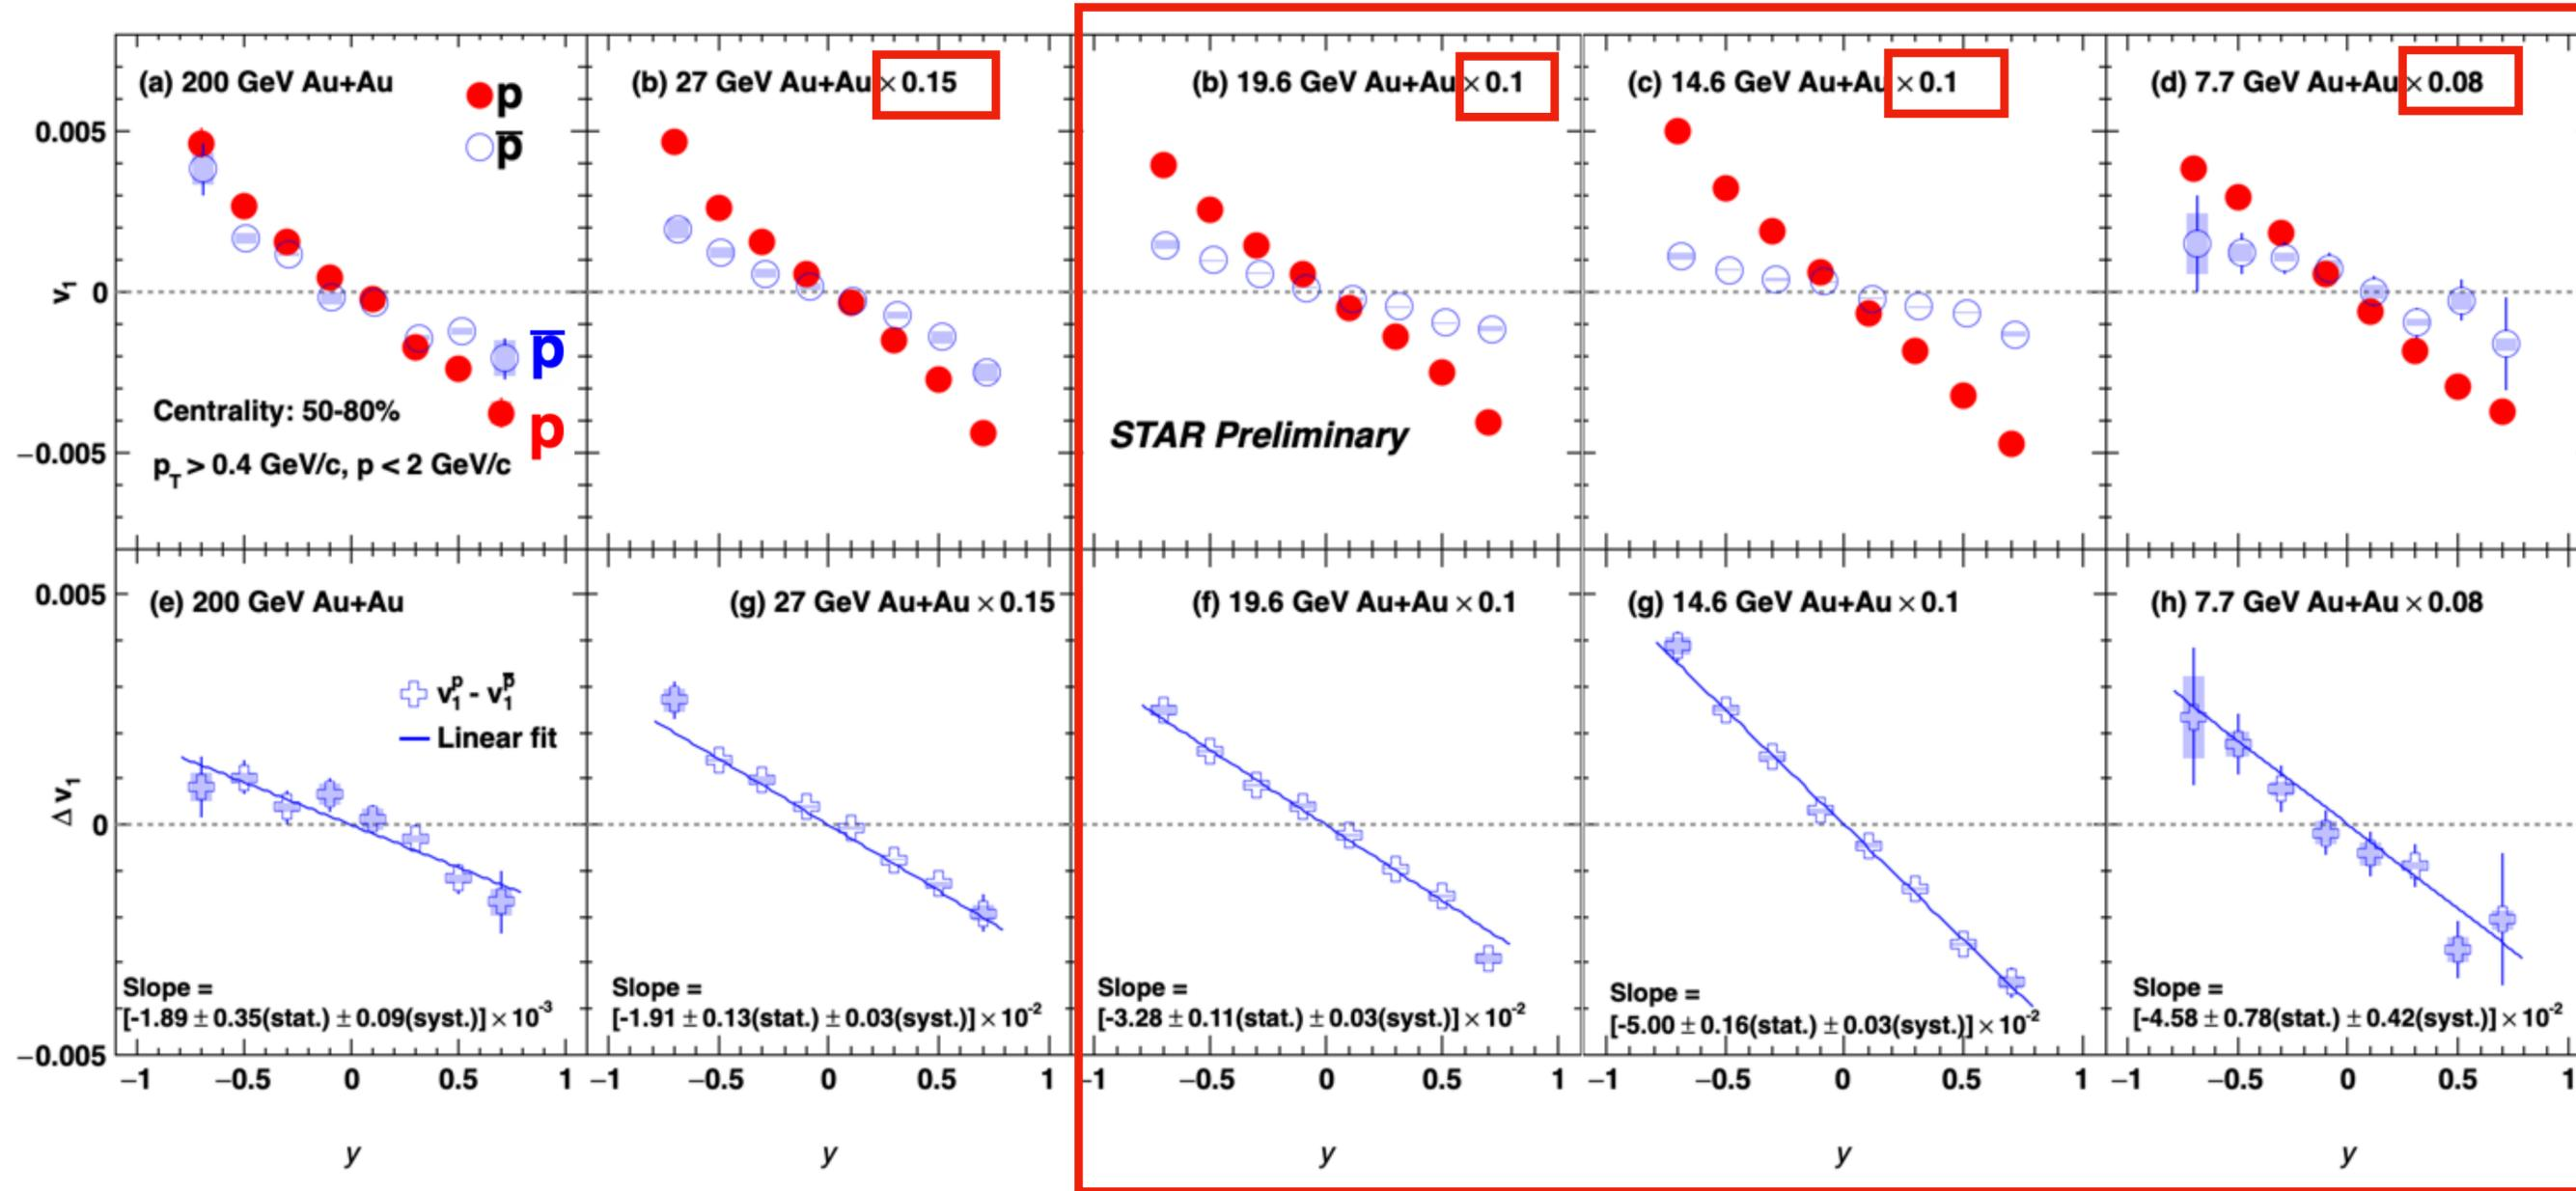 (a) 200 GeV Au+Au
p
p̅
Centrality: 50-80%
p_T > 0.4 GeV/c, p < 2 GeV/c
p̅
p
(b) 27 GeV Au+Au × 0.15
(b) 19.6 GeV Au+Au × 0.1
STAR Preliminary
(c) 14.6 GeV Au+Au × 0.1
(d) 7.7 GeV Au+Au × 0.08
0.005
0
−0.005
v₁
(e) 200 GeV Au+Au
v₁^p - v₁^p̅
Linear fit
Slope =
[-1.89 ± 0.35(stat.) ± 0.09(syst.)] × 10⁻³
(g) 27 GeV Au+Au × 0.15
Slope =
[-1.91 ± 0.13(stat.) ± 0.03(syst.)] × 10⁻²
(f) 19.6 GeV Au+Au × 0.1
Slope =
[-3.28 ± 0.11(stat.) ± 0.03(syst.)] × 10⁻²
(g) 14.6 GeV Au+Au × 0.1
Slope =
[-5.00 ± 0.16(stat.) ± 0.03(syst.)] × 10⁻²
(h) 7.7 GeV Au+Au × 0.08
Slope =
[-4.58 ± 0.78(stat.) ± 0.42(syst.)] × 10⁻²
0.005
0
−0.005
Δ v₁
−1 −0.5 0 0.5 1
−1 −0.5 0 0.5 1
−1 −0.5 0 0.5 1
−1 −0.5 0 0.5 1
−1 −0.5 0 0.5 1
y
y
y
y
y